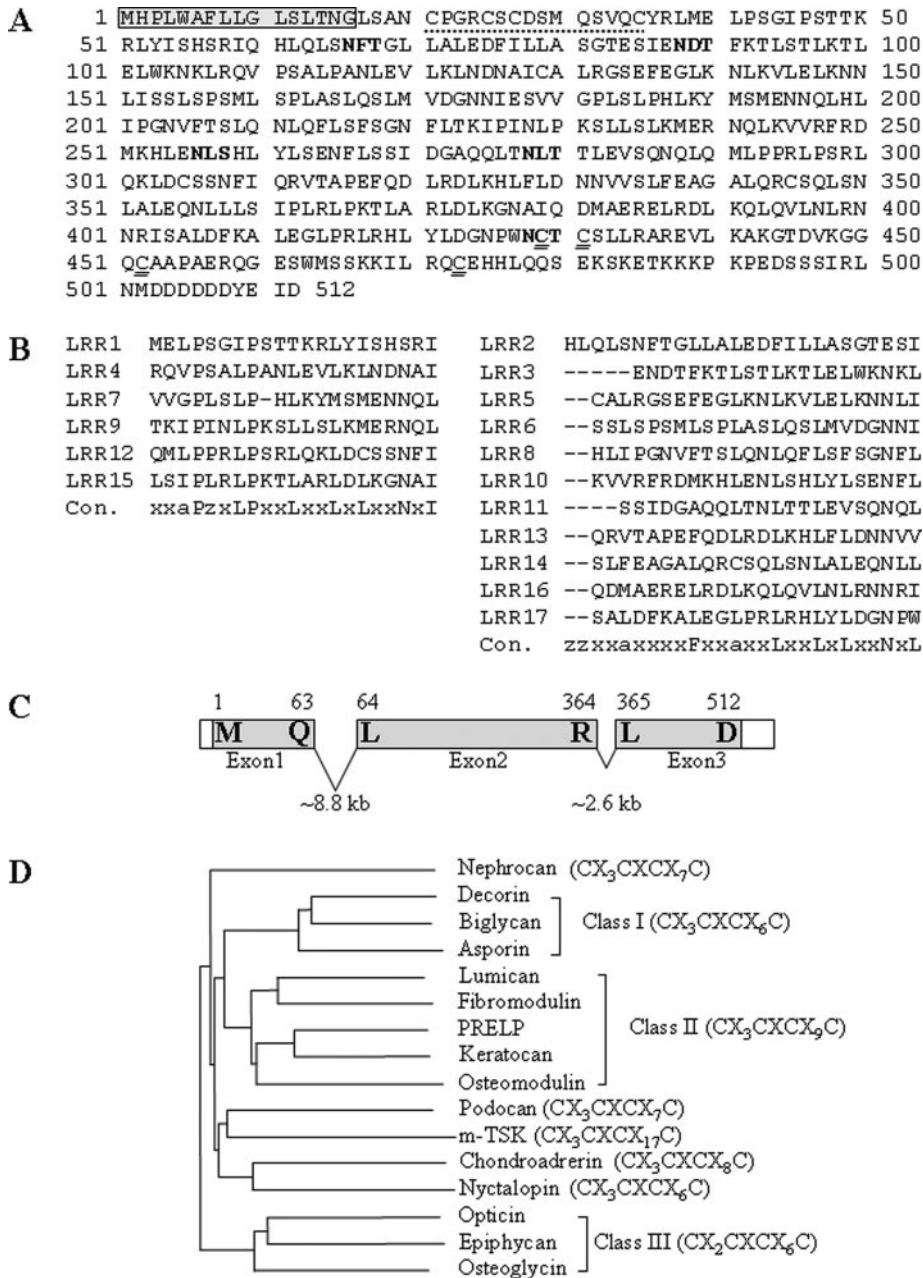 A
1 MHPLWAFLLG LSLTNGLSAN CPGRCSCDSM QSVQCYRLME LPSGIPSTTK 50
51 RLYISHSRIQ HLQLSNFTGL LALEDFILLA SGTESIENDT FKTLSTLKTL 100
101 ELWKNKLRQV PSALPANLEV LKLNDNAICA LRGSEFEGLK NLKVLELKNN 150
151 LISSLSPSML SPLASLQSLM VDGNNIESVV GPLSLPHLKY MSMENNQLHL 200
201 IPGNVFTSLQ NLQFLSFSGN FLTKIPINLP KSLLSLKMER NQLKVVRFRD 250
251 MKHLENLSHL YLSENFLSSI DGAQQLTNLT TLEVSQNQLQ MLPPRLPSRL 300
301 QKLDCSSNFI QRVTAPEFQD LRDLKHLFLD NNVVSLFEAG ALQRCSQLSN 350
351 LALEQNLLLS IPLRLPKTLA RLDLKGNAIQ DMAERELRDL KQLQVLNLRN 400
401 NRISALDFKA LEGLPRLRHL YLDGNPWNCT CSLLRAREVL KAKGTDVKGG 450
451 QCAAPAERQG ESWMSSKKIL RQCEHHLQQS EKSKETKKKP KPEDSSSIRL 500
501 NMDDDDDDYE ID 512
B
LRR1 MELPSGIPSTTKRLYISHSRI
LRR4 RQVPSALPANLEVLKLNDNAI
LRR7 VVGPLSLP-HLKYMSMENNQL
LRR9 TKIPINLPKSLLSLKMERNQL
LRR12 QMLPPRLPSRLQKLDCSSNFI
LRR15 LSIPLRLPKTLARLDLKGNAI
Con. xxaPzxLPxxLxxLxLxxNxI
LRR2 HLQLSNFTGLLALEDFILLASGTESI
LRR3 -----ENDTFKTLSTLKTLELWKNKL
LRR5 --CALRGSEFEGLKNLKVLELKNNLI
LRR6 --SSLSPSMLSPLASLQSLMVDGNNI
LRR8 --HLIPGNVFTSLQNLQFLSFSGNFL
LRR10 --KVVRFRDMKHLENLSHLYLSENFL
LRR11 ----SSIDGAQQLTNLTTLEVSQNQL
LRR13 --QRVTAPEFQDLRDLKHLFLDNNVV
LRR14 --SLFEAGALQRCSQLSNLALEQNLL
LRR16 --QDMAERELRDLKQLQVLNLRNNRI
LRR17 --SALDFKALEGLPRLRHLYLDGNPW
Con. zzxxaxxxxFxxaxxLxxLxLxxNxL
C
1 63 64 364 365 512
M Q L R L D
Exon1 Exon2 Exon3
~8.8 kb ~2.6 kb
D
Nephrocan (CX3CXCX7C)
Decorin
Biglycan Class I (CX3CXCX6C)
Asporin
Lumican
Fibromodulin
PRELP Class II (CX3CXCX9C)
Keratocan
Osteomodulin
Podocan (CX3CXCX7C)
m-TSK (CX3CXCX17C)
Chondroadrerin (CX3CXCX8C)
Nyctalopin (CX3CXCX6C)
Opticin
Epiphycan Class III (CX2CXCX6C)
Osteoglycin